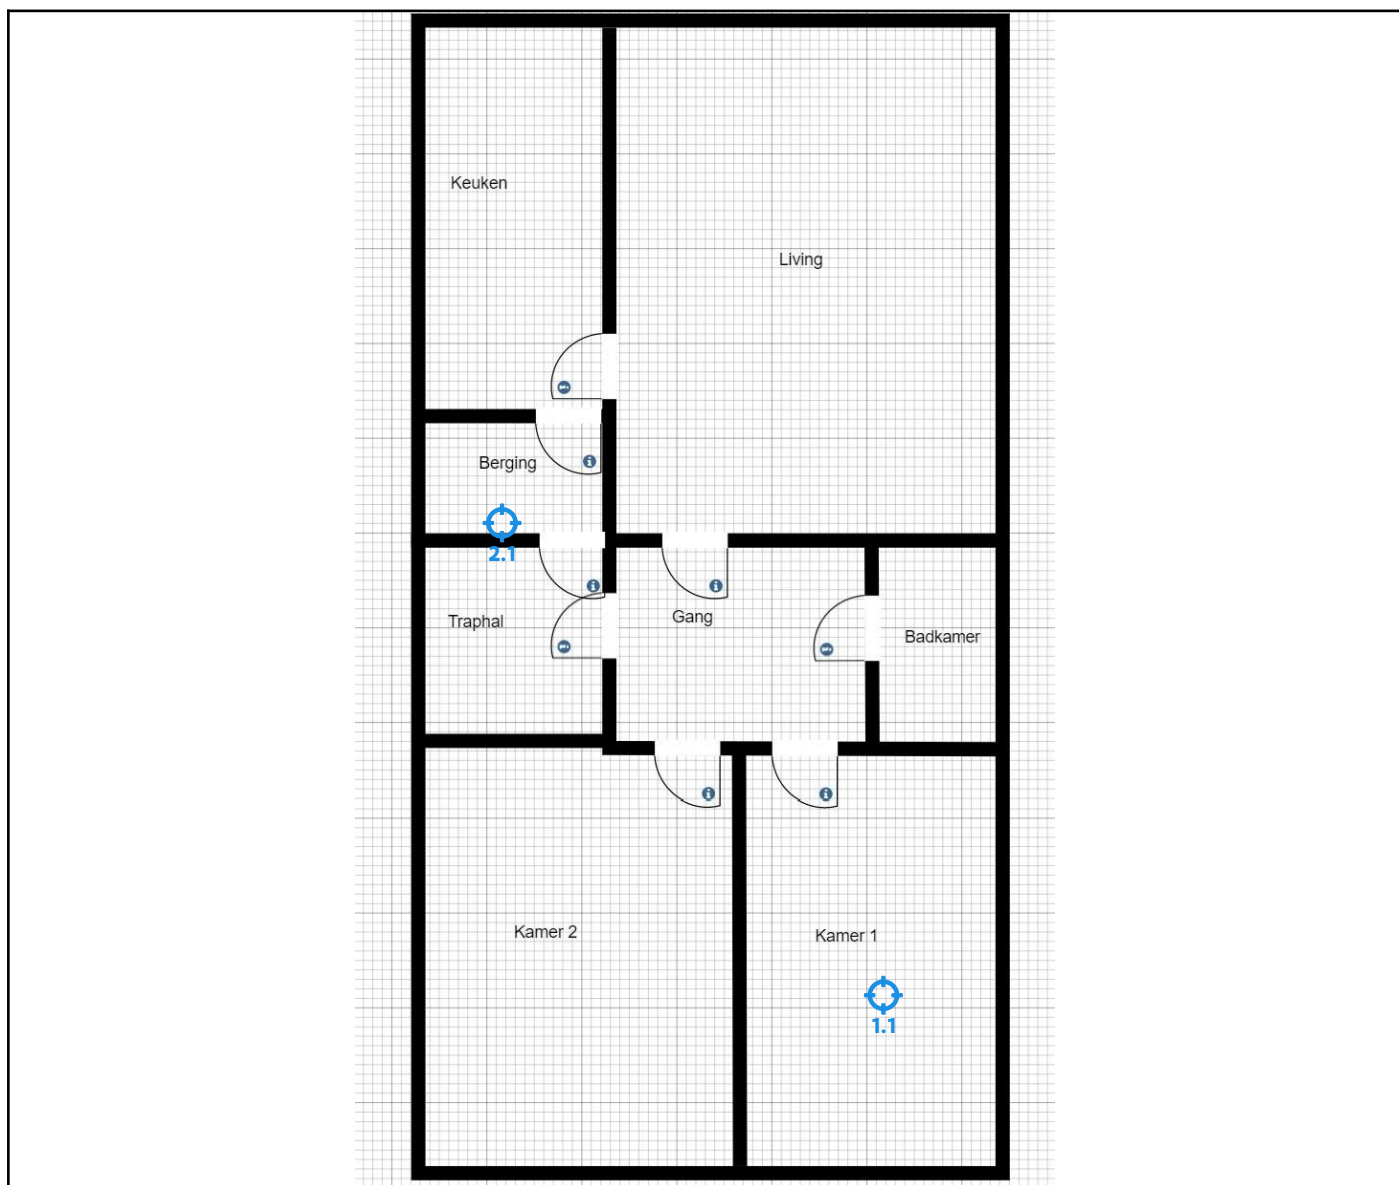 Keuken
Living
Berging
2.1
Traphal
Gang
Badkamer
Kamer 2
Kamer 1
1.1